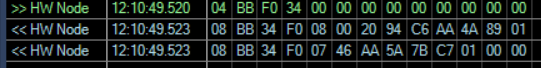 >> HW Node 12:10:49.520 04 BB F0 34 00 00 00 00 00 00 00 00 00
<< HW Node 12:10:49.523 08 BB 34 F0 08 00 20 94 C6 AA 4A 89 01
<< HW Node 12:10:49.523 08 BB 34 F0 07 46 AA 5A 7B C7 01 00 00